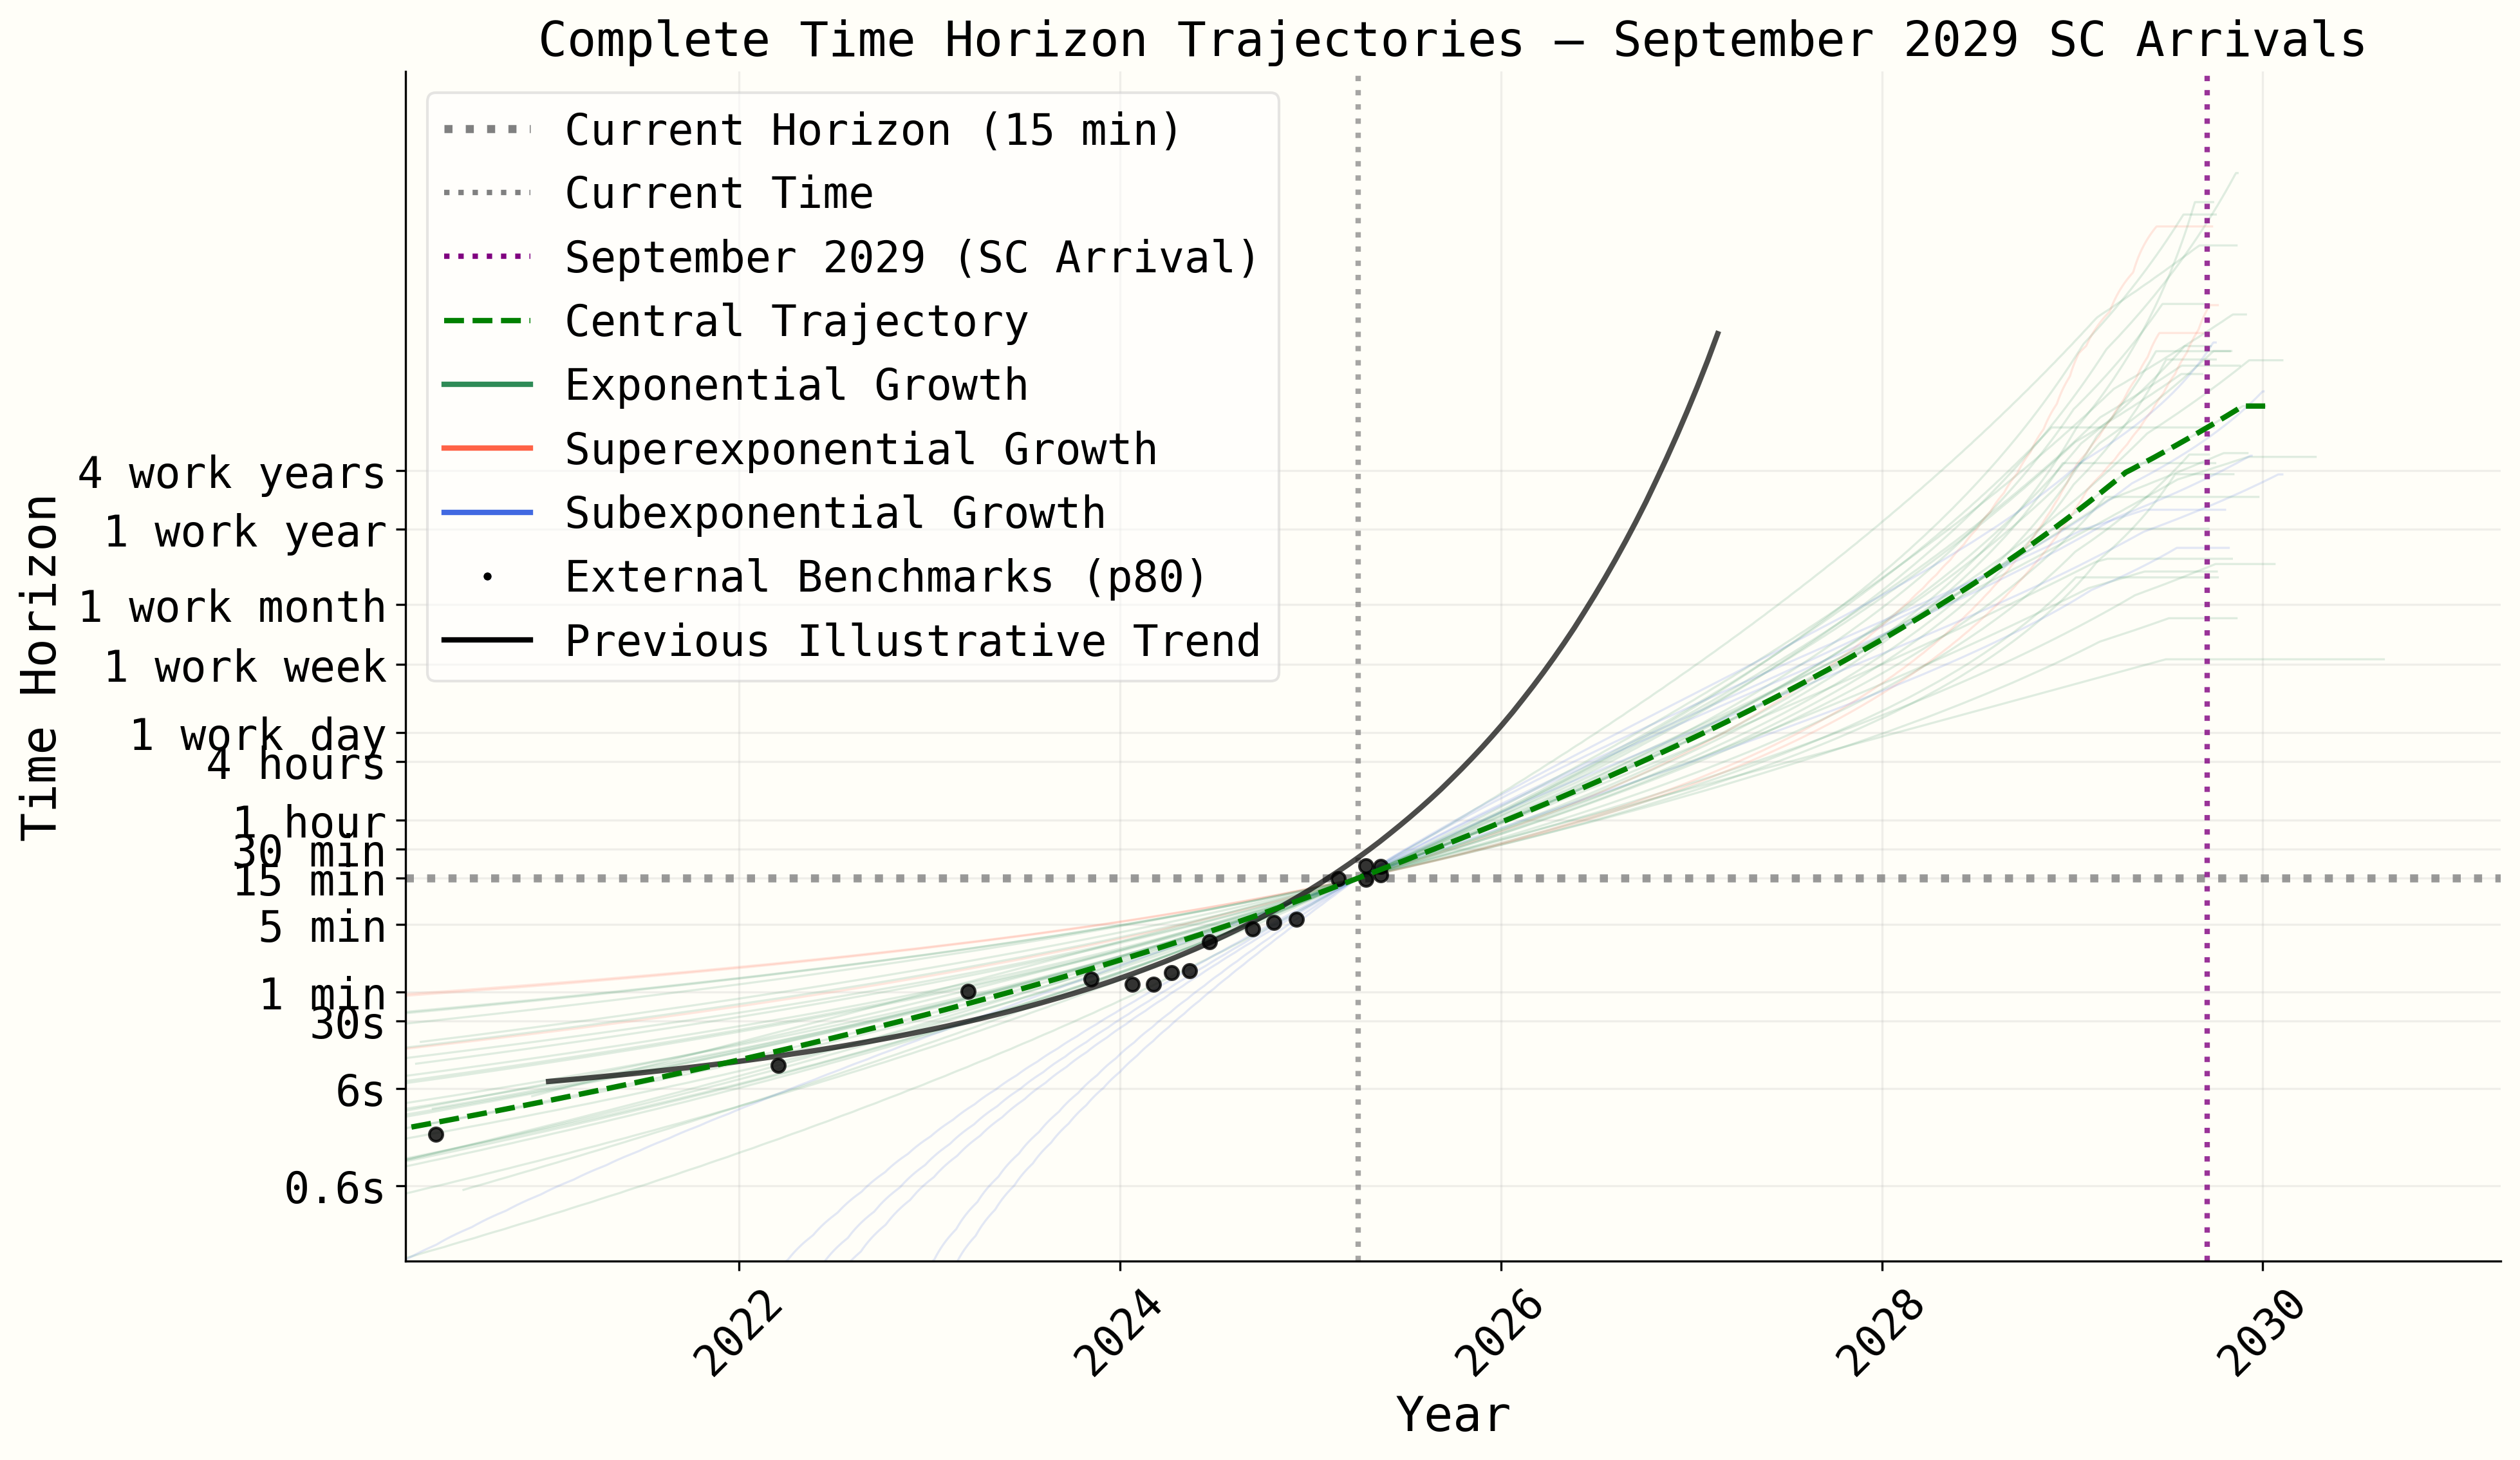 Complete Time Horizon Trajectories — September 2029 SC Arrivals
Current Horizon (15 min)
Current Time
September 2029 (SC Arrival)
Central Trajectory
Exponential Growth
Superexponential Growth
Subexponential Growth
External Benchmarks (p80)
Previous Illustrative Trend
Time Horizon
4 work years
1 work year
1 work month
1 work week
1 work day
4 hours
1 hour
30 min
15 min
5 min
1 min
30s
6s
0.6s
2022
2024
2026
2028
2030
Year